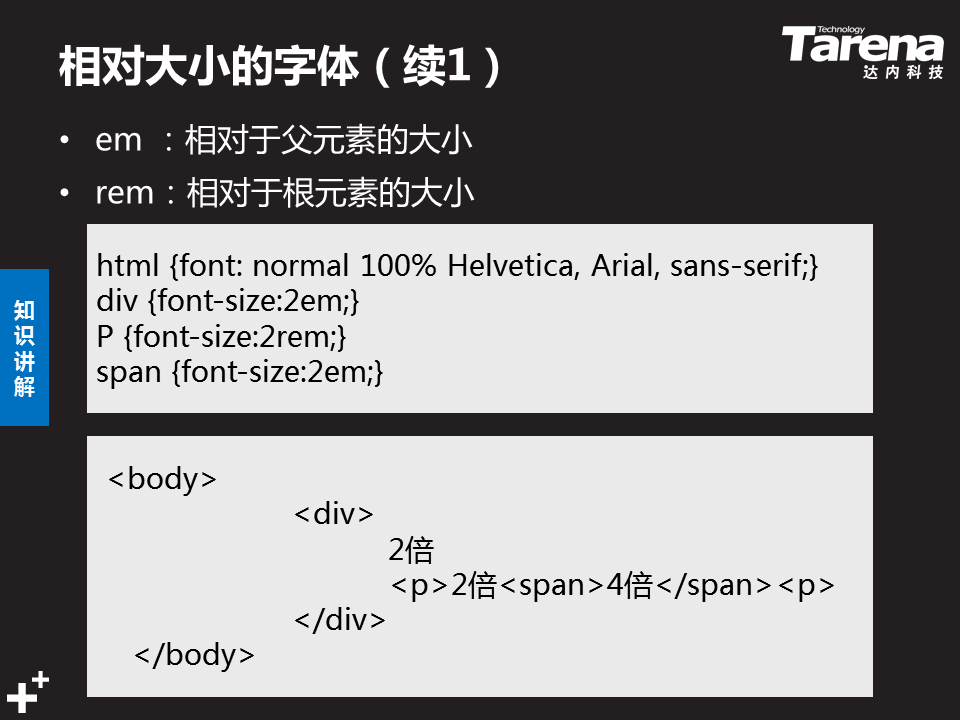 相对大小的字体（续1）
Technology
Tarena
达内科技
• em ：相对于父元素的大小
• rem：相对于根元素的大小
html {font: normal 100% Helvetica, Arial, sans-serif;}
div {font-size:2em;}
P {font-size:2rem;}
span {font-size:2em;}
知识讲解
<body>
<div>
2倍
<p>2倍<span>4倍</span><p>
</div>
</body>